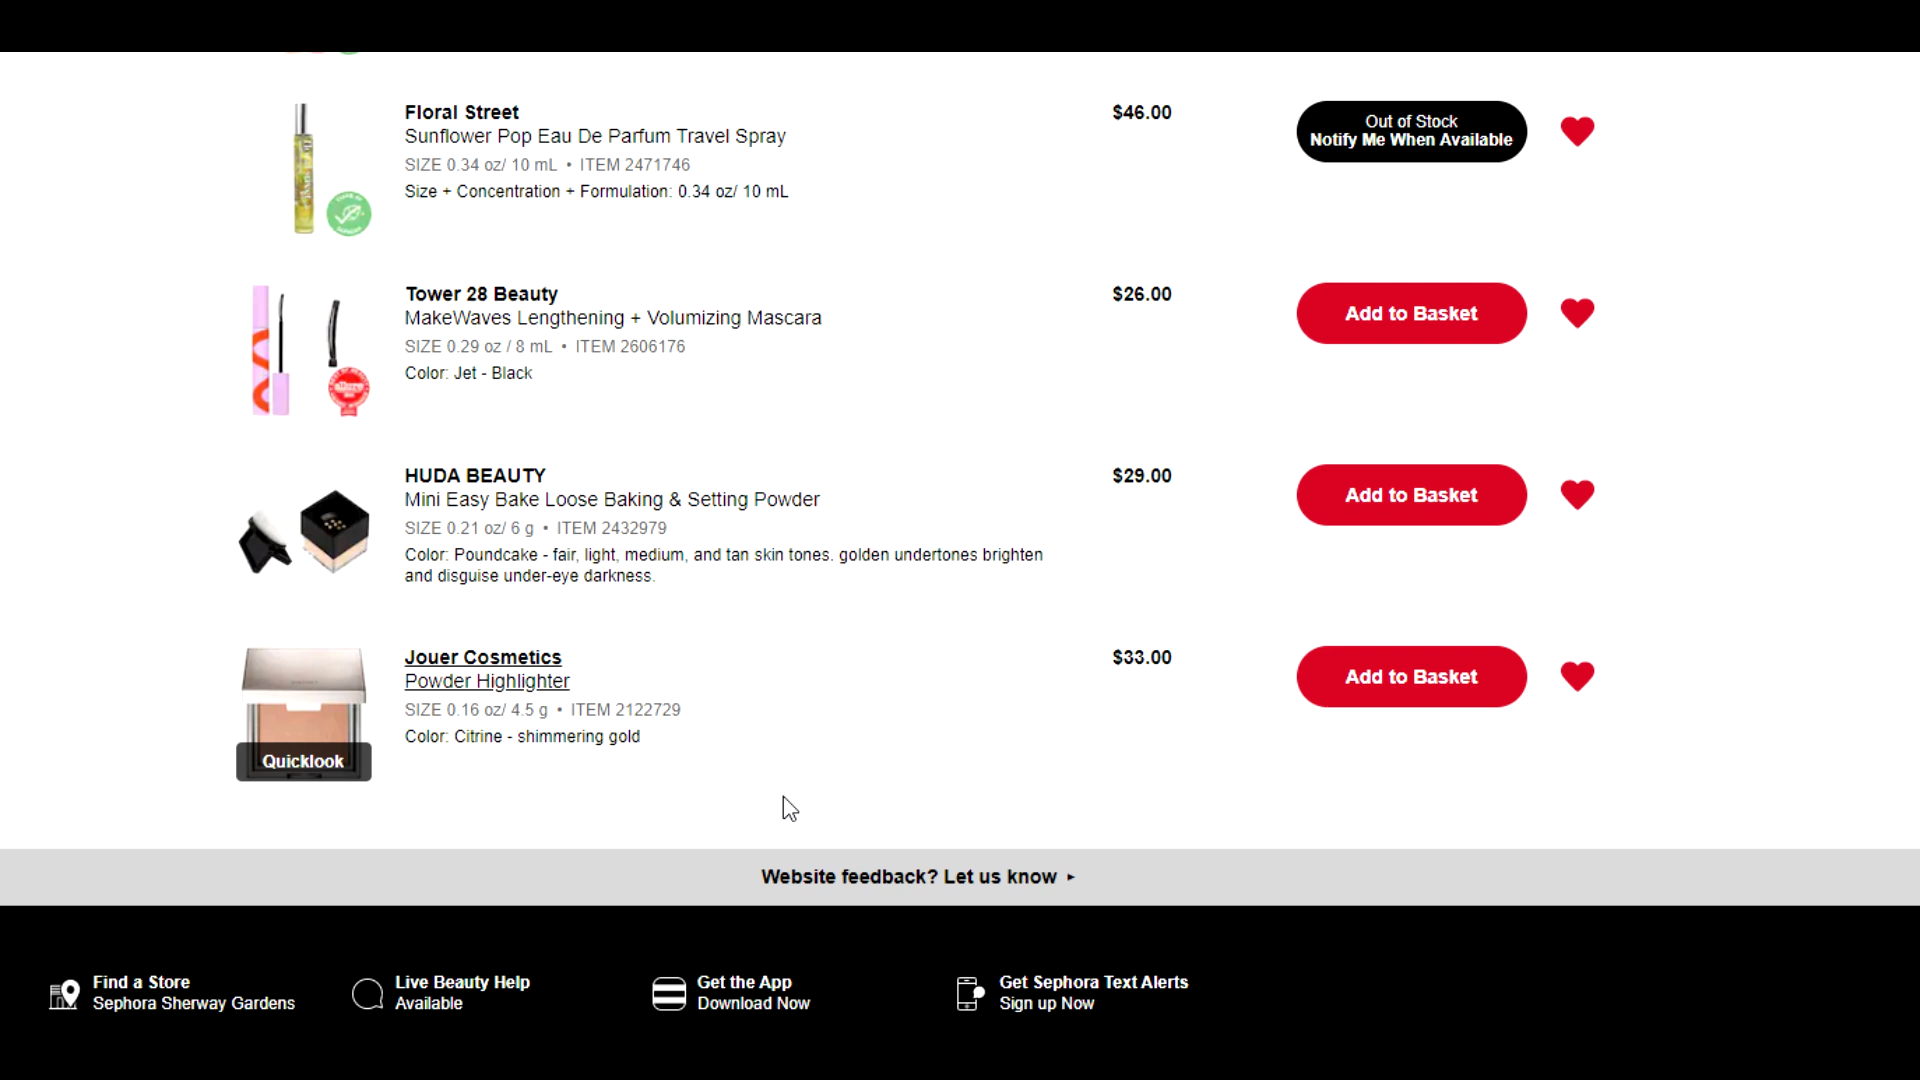 Floral Street
Sunflower Pop Eau De Parfum Travel Spray
SIZE 0.34 oz/ 10 mL • ITEM 2471746
Size + Concentration + Formulation: 0.34 oz/ 10 mL
$46.00
Out of Stock
Notify Me When Available
Tower 28 Beauty
MakeWaves Lengthening + Volumizing Mascara
SIZE 0.29 oz / 8 mL • ITEM 2606176
Color: Jet - Black
$26.00
Add to Basket
HUDA BEAUTY
Mini Easy Bake Loose Baking & Setting Powder
SIZE 0.21 oz/ 6 g • ITEM 2432979
Color: Poundcake - fair, light, medium, and tan skin tones. golden undertones brighten
and disguise under-eye darkness.
$29.00
Add to Basket
Quicklook
Jouer Cosmetics
Powder Highlighter
SIZE 0.16 oz/ 4.5 g • ITEM 2122729
Color: Citrine - shimmering gold
$33.00
Add to Basket
Website feedback? Let us know ▸
Find a Store
Sephora Sherway Gardens
Live Beauty Help
Available
Get the App
Download Now
Get Sephora Text Alerts
Sign up Now